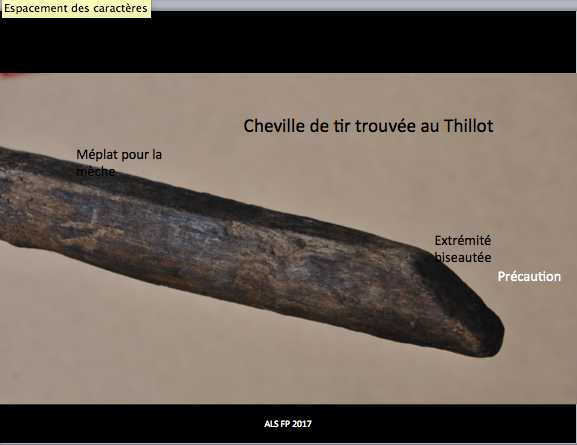 Espacement des caractères
Cheville de tir trouvée au Thillot
Méplat pour la
mèche
Extrémité
biseautée
Précaution
ALS FP 2017